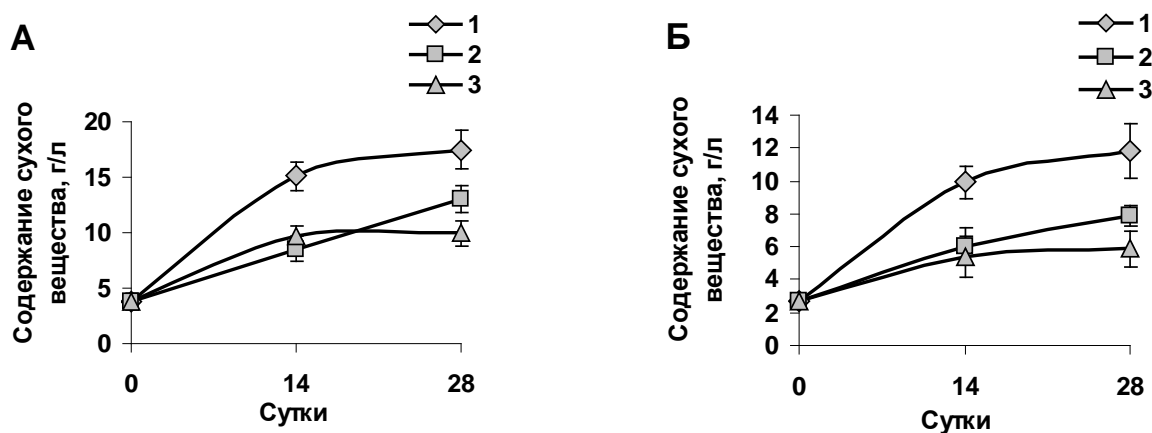 А
1
2
3
Содержание сухого
вещества, г/л
20
15
10
5
0
0 14 28
Сутки
Б
1
2
3
Содержание сухого
вещества, г/л
14
12
10
8
6
4
2
0
0 14 28
Сутки